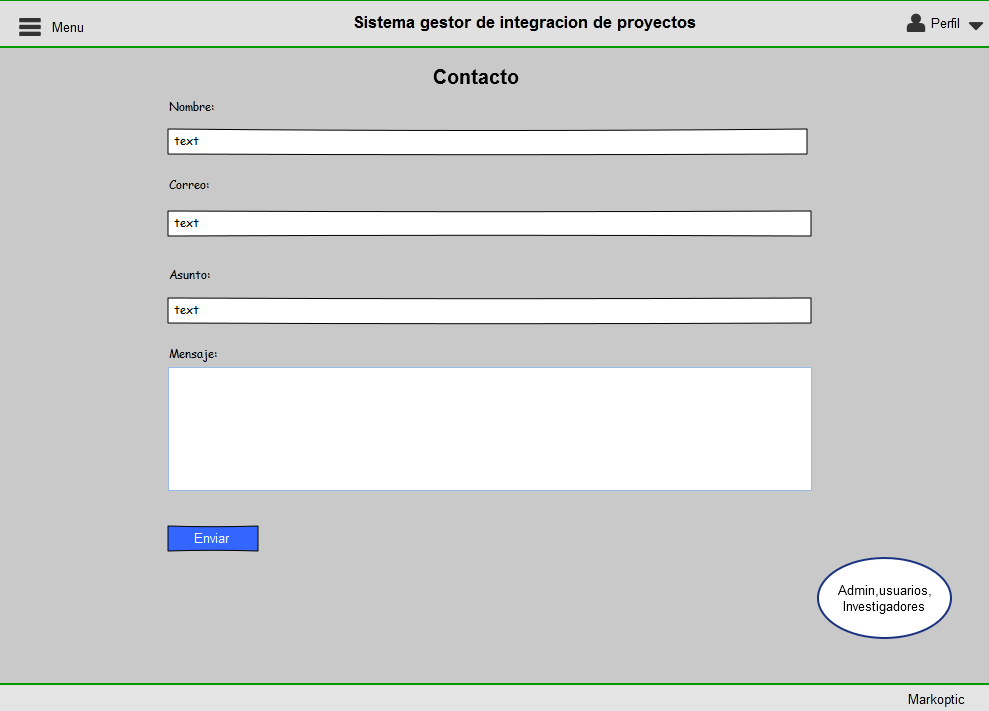 Menu
Sistema gestor de integracion de proyectos
Perfil
Contacto
Nombre:
text
Correo:
text
Asunto:
text
Mensaje:
Enviar
Admin,usuarios,
Investigadores
Markoptic